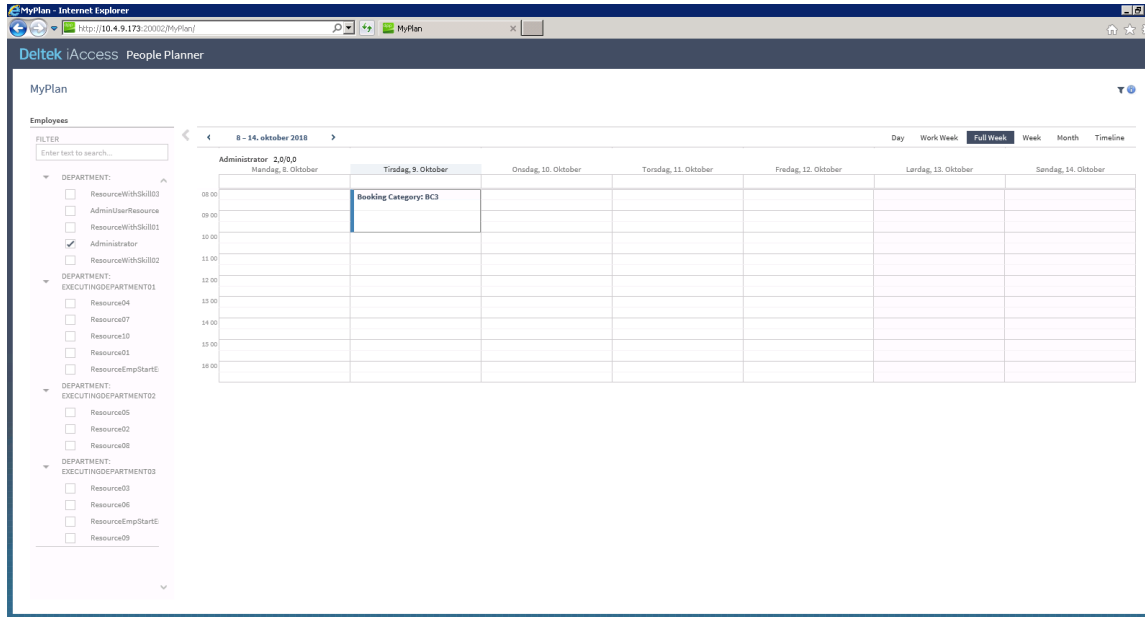 MyPlan - Internet Explorer
http://10.4.9.173:20002/MyPlan/
MyPlan
Deltek iAccess People Planner
MyPlan
Employees
FILTER
Enter text to search...
DEPARTMENT:
ResourceWithSkill03
AdminUserResource
ResourceWithSkill01
Administrator
ResourceWithSkill02
DEPARTMENT:
EXECUTINGDEPARTMENT01
Resource04
Resource07
Resource10
Resource01
ResourceEmpStartE
DEPARTMENT:
EXECUTINGDEPARTMENT02
Resource05
Resource02
Resource08
DEPARTMENT:
EXECUTINGDEPARTMENT03
Resource03
Resource06
ResourceEmpStartE
Resource09
8 – 14. oktober 2018
Day Work Week Full Week Week Month Timeline
Administrator 2,0/0,0
Mandag, 8. Oktober Tirsdag, 9. Oktober Onsdag, 10. Oktober Torsdag, 11. Oktober Fredag, 12. Oktober Lørdag, 13. Oktober Søndag, 14. Oktober
08 00
Booking Category: BC3
09 00
10 00
11 00
12 00
13 00
14 00
15 00
16 00